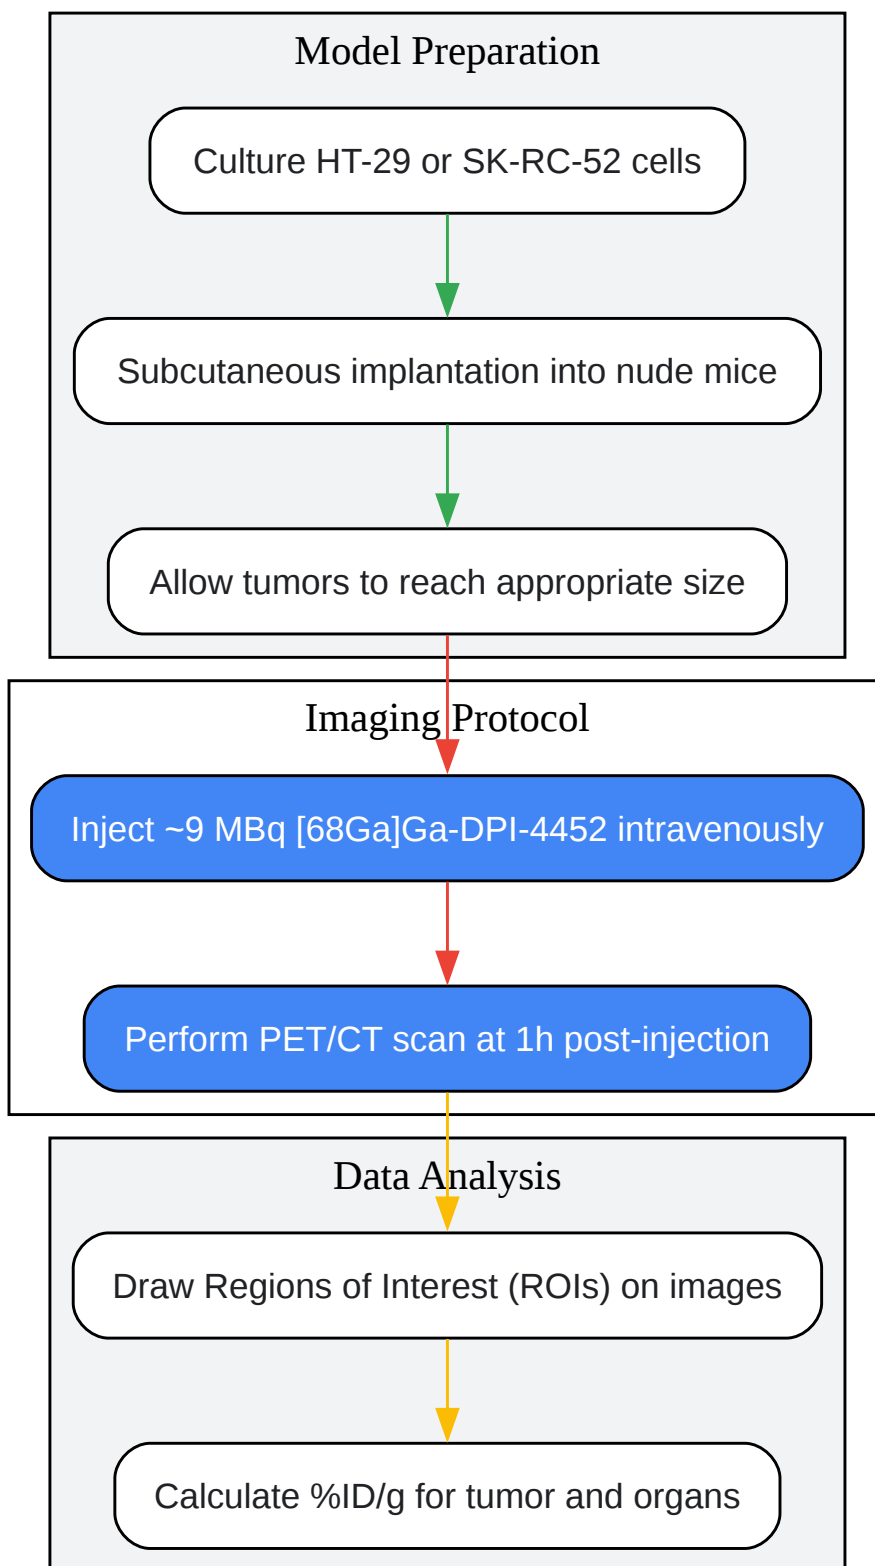 Model Preparation
Culture HT-29 or SK-RC-52 cells
Subcutaneous implantation into nude mice
Allow tumors to reach appropriate size
Imaging Protocol
Inject ~9 MBq [68Ga]Ga-DPI-4452 intravenously
Perform PET/CT scan at 1h post-injection
Data Analysis
Draw Regions of Interest (ROIs) on images
Calculate %ID/g for tumor and organs